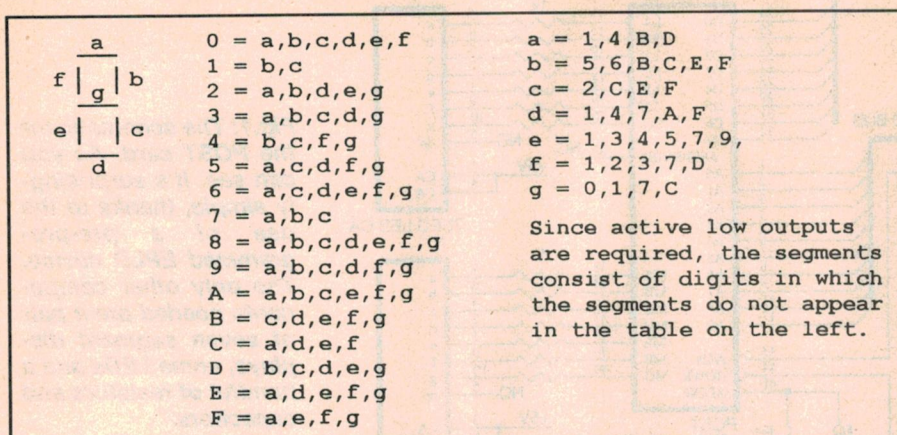 a
f g b
e c
d
0 = a,b,c,d,e,f
1 = b,c
2 = a,b,d,e,g
3 = a,b,c,d,g
4 = b,c,f,g
5 = a,c,d,f,g
6 = a,c,d,e,f,g
7 = a,b,c
8 = a,b,c,d,e,f,g
9 = a,b,c,d,f,g
A = a,b,c,e,f,g
B = c,d,e,f,g
C = a,d,e,f
D = b,c,d,e,g
E = a,d,e,f,g
F = a,e,f,g
a = 1,4,B,D
b = 5,6,B,C,E,F
c = 2,C,E,F
d = 1,4,7,A,F
e = 1,3,4,5,7,9,
f = 1,2,3,7,D
g = 0,1,7,C
Since active low outputs
are required, the segments
consist of digits in which
the segments do not appear
in the table on the left.